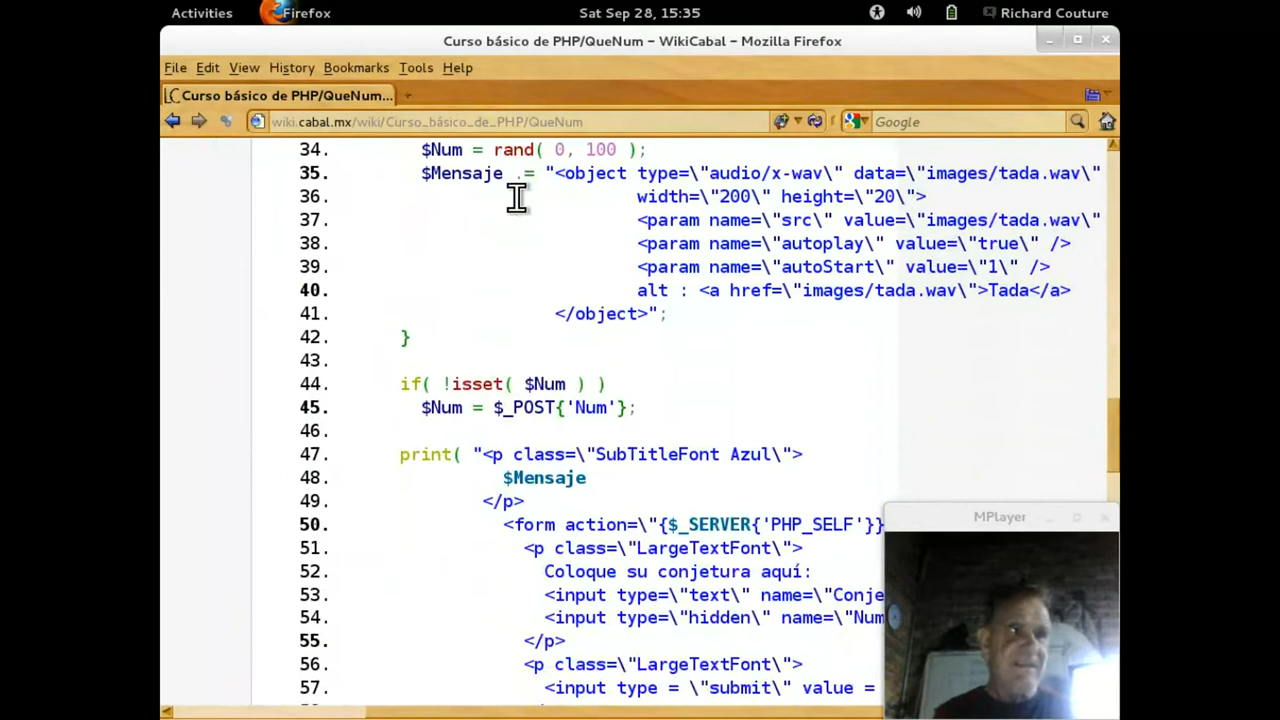 Activities Firefox Sat Sep 28, 15:35 Richard Couture
Curso básico de PHP/QueNum - WikiCabal - Mozilla Firefox
File Edit View History Bookmarks Tools Help
Curso básico de PHP/QueNum...
wiki.cabal.mx/wiki/Curso_básico_de_PHP/QueNum Google
34. $Num = rand( 0, 100 );
35. $Mensaje .= "<object type=\"audio/x-wav\" data=\"images/tada.wav\"
36. width=\"200\" height=\"20\">
37. <param name=\"src\" value=\"images/tada.wav\"
38. <param name=\"autoplay\" value=\"true\" />
39. <param name=\"autoStart\" value=\"1\" />
40. alt : <a href=\"images/tada.wav\">Tada</a>
41. </object>";
42. }
43.
44. if( !isset( $Num ) )
45. $Num = $_POST{'Num'};
46.
47. print( "<p class=\"SubTitleFont Azul\">
48. $Mensaje
49. </p>
50. <form action=\"{$_SERVER{'PHP_SELF'}}
51. <p class=\"LargeTextFont\">
52. Coloque su conjetura aquí:
53. <input type=\"text\" name=\"Conje
54. <input type=\"hidden\" name=\"Num
55. </p>
56. <p class=\"LargeTextFont\">
57. <input type = \"submit\" value =
MPlayer